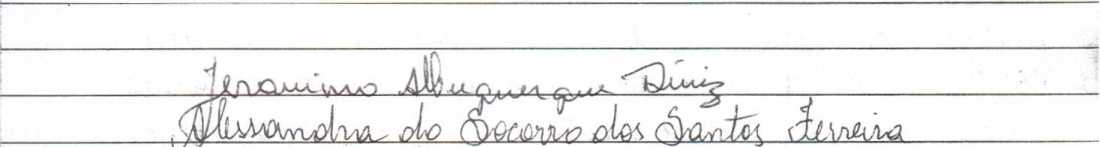 Jeronimo Albuquerque Diniz
Alessandra do Socorro dos Santos Ferreira